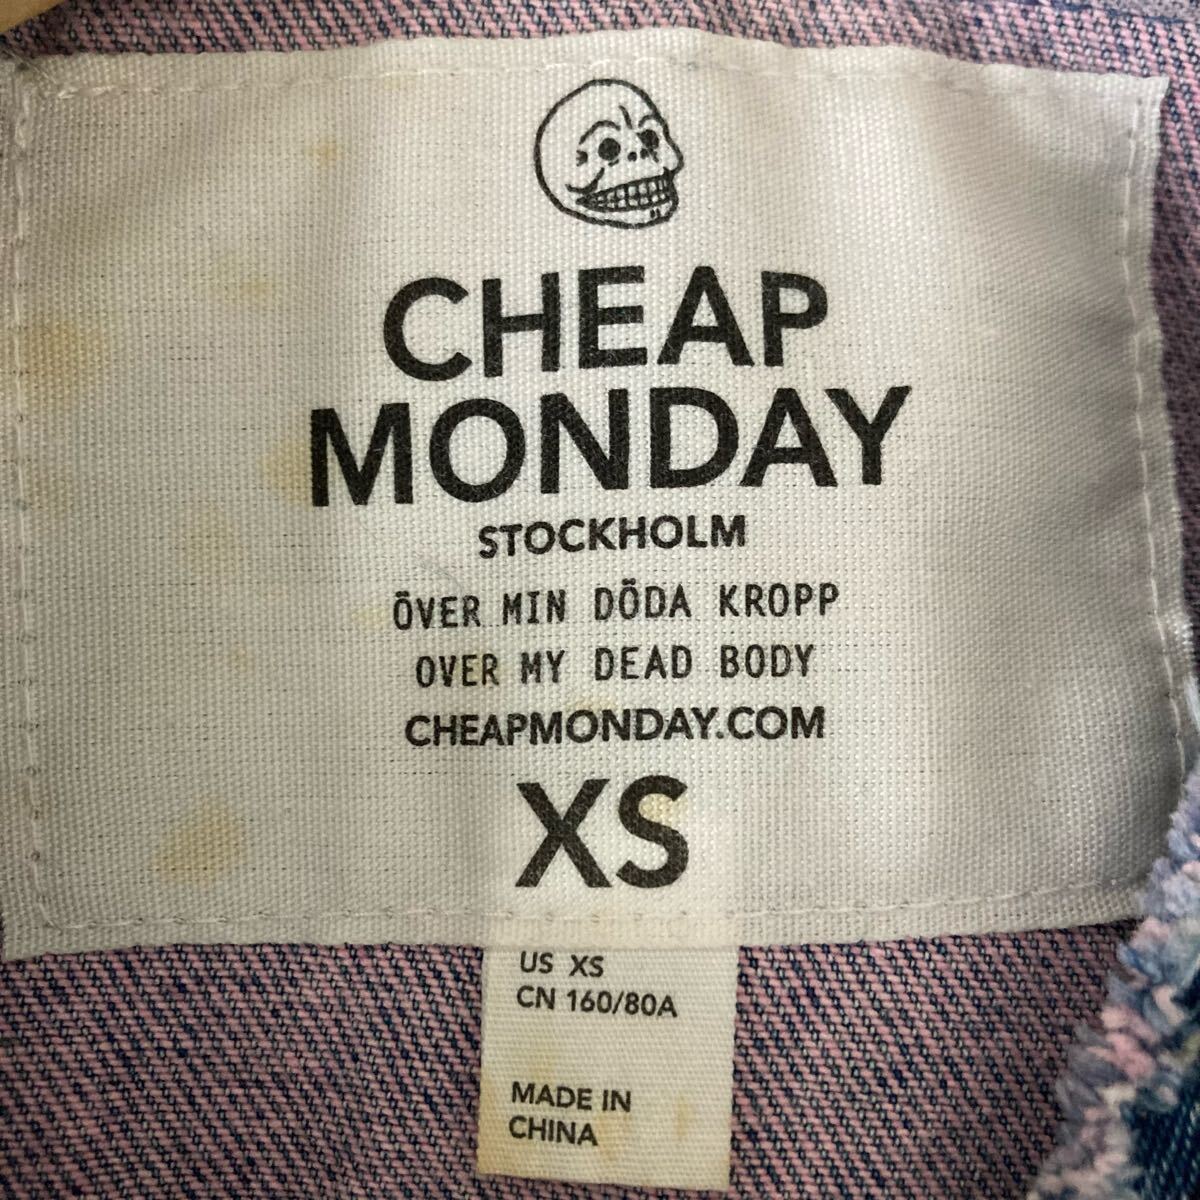 CHEAP
MONDAY
STOCKHOLM
ÖVER MIN DÖDA KROPP
OVER MY DEAD BODY
CHEAPMONDAY.COM
XS
US XS
CN 160/80A
MADE IN
CHINA